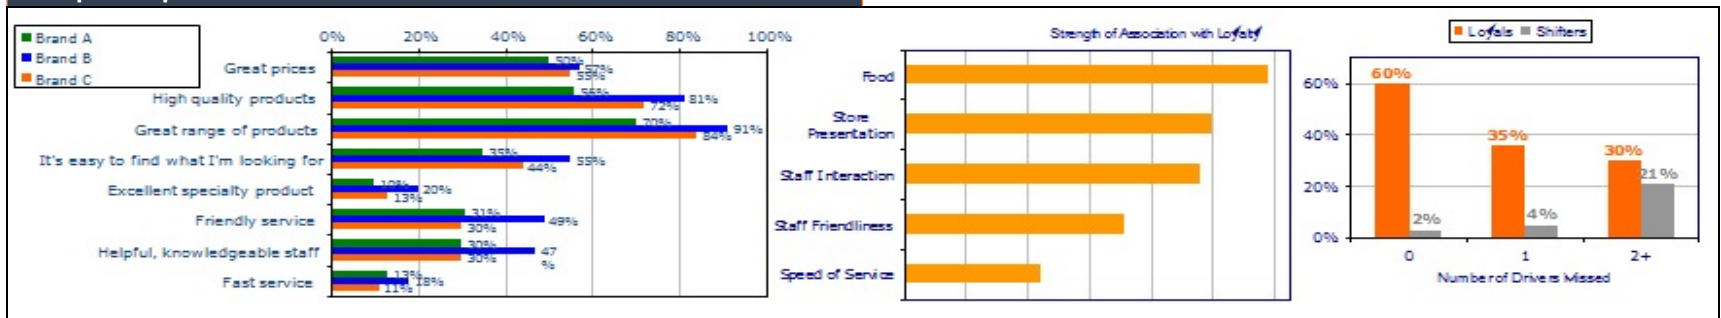 Brand A
Brand B
Brand C
0% 20% 40% 60% 80% 100%
Great prices
50%
57%
55%
High quality products
56%
81%
72%
Great range of products
70%
91%
84%
It's easy to find what I'm looking for
35%
55%
44%
Excellent specialty product
10%
20%
13%
Friendly service
31%
49%
30%
Helpful, knowledgeable staff
30%
47
%
30%
Fast service
13%
18%
11%
Strength of Association with Loyalty
Food
Store
Presentation
Staff Interaction
Staff Friendliness
Speed of Service
Loyals Shifters
60%
40%
20%
0%
60%
2%
35%
4%
30%
21%
0 1 2+
Number of Drivers Missed